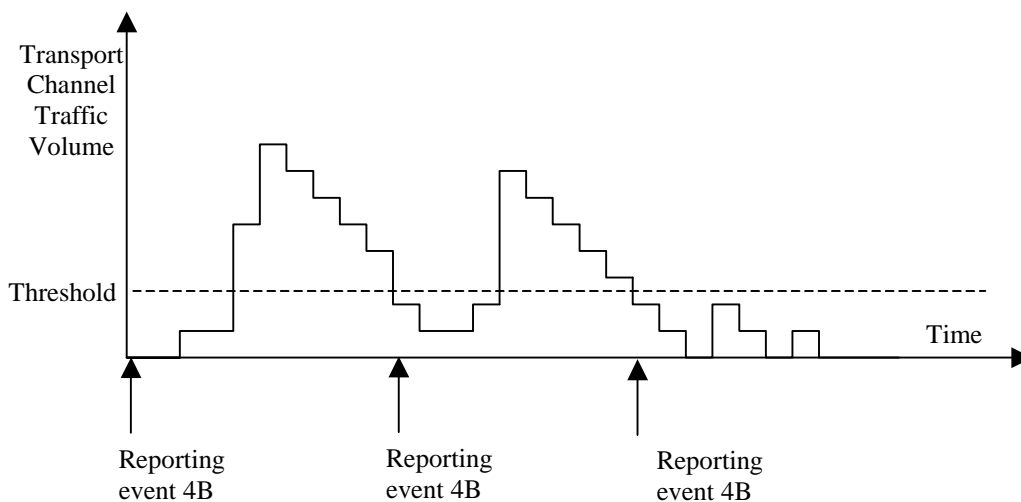 Transport
Channel
Traffic
Volume
Threshold
Time
Reporting
event 4B
Reporting
event 4B
Reporting
event 4B